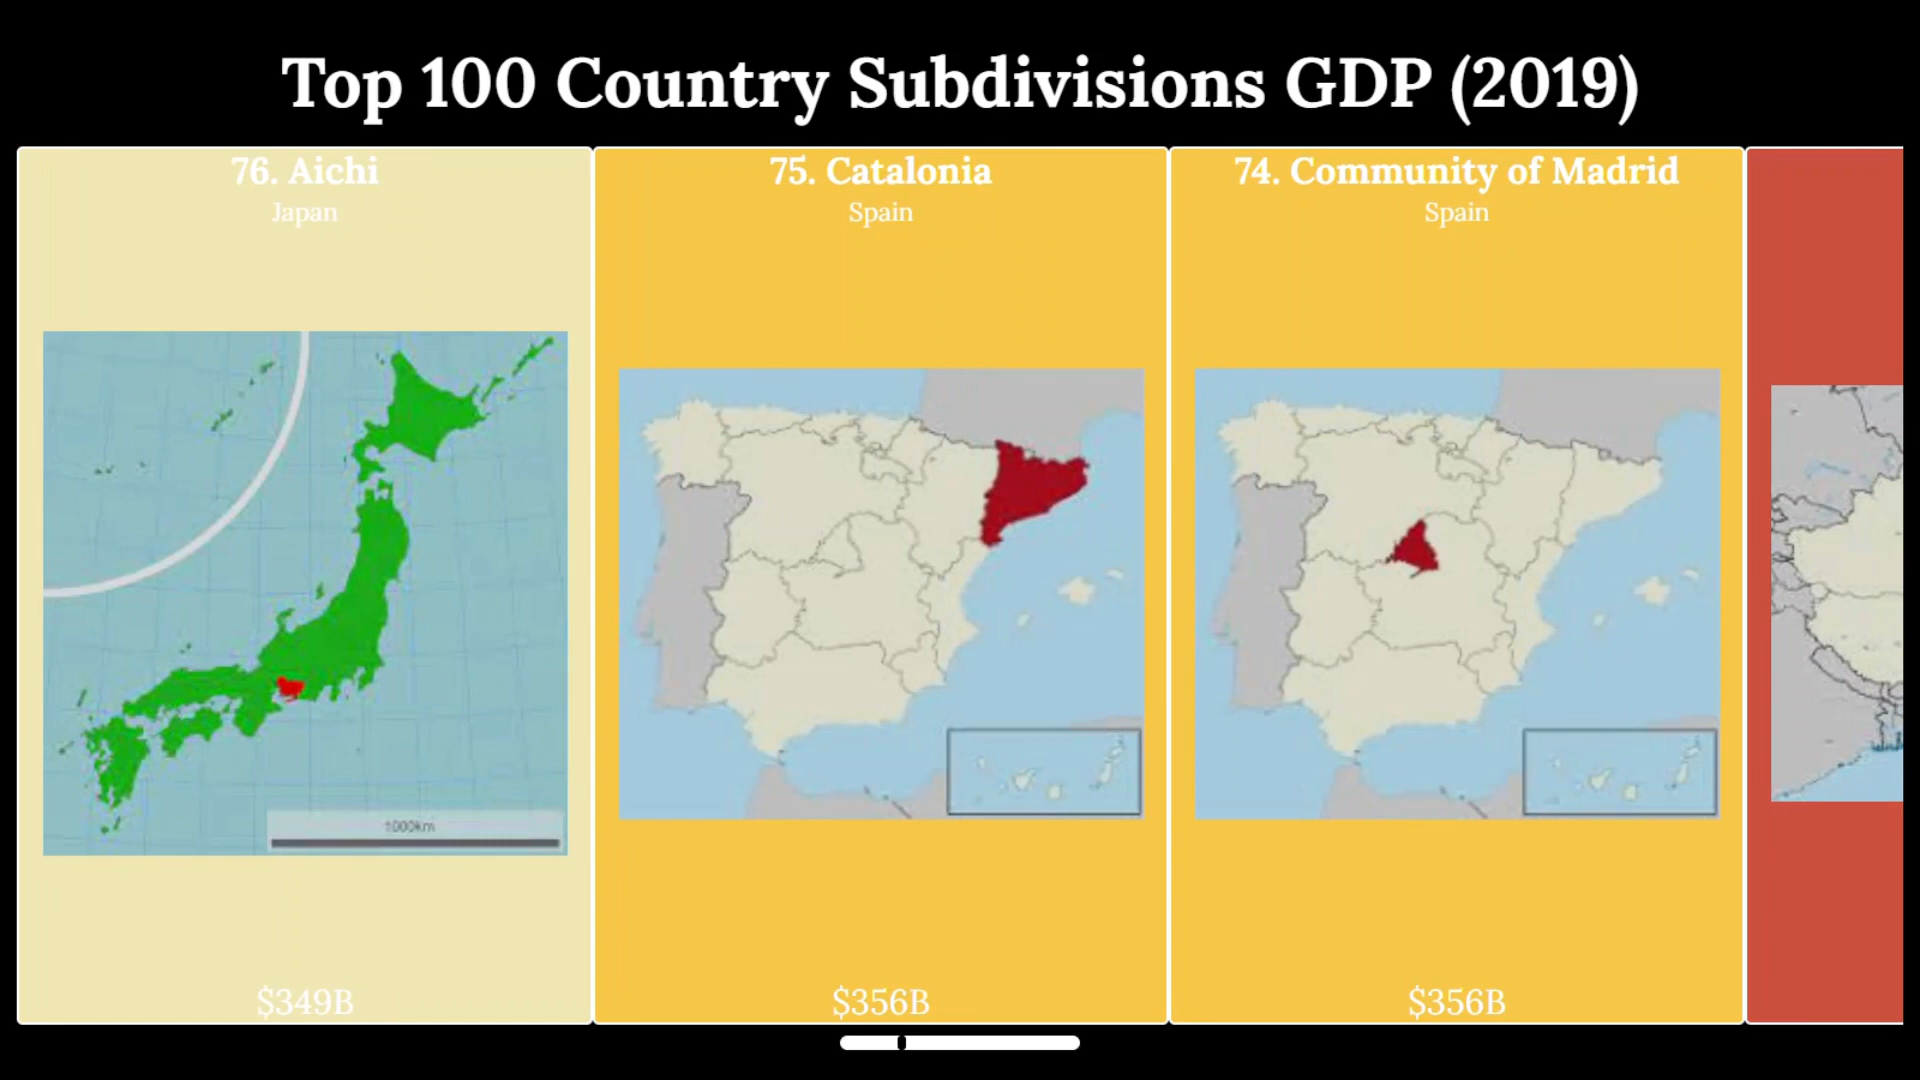 Top 100 Country Subdivisions GDP (2019)
76. Aichi
Japan
1000km
$349B
75. Catalonia
Spain
$356B
74. Community of Madrid
Spain
$356B